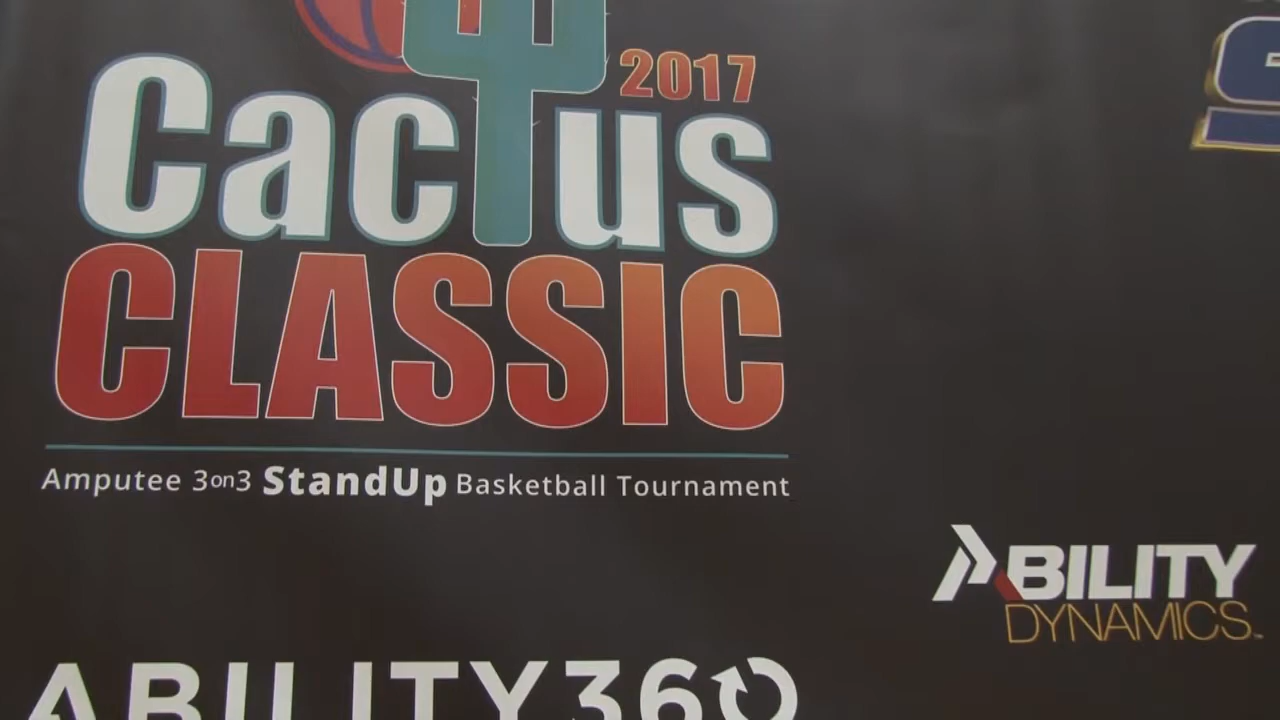 2017
Cactus
CLASSIC
Amputee 3on3 StandUp Basketball Tournament
ABILITY
DYNAMICS
ABILITY360